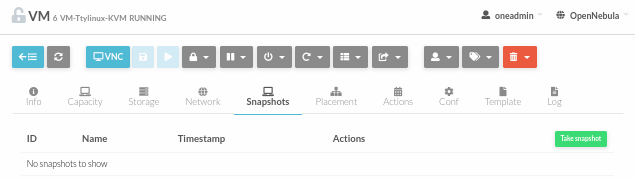 VM 6 VM-Ttylinux-KVM RUNNING
oneadmin OpenNebula
VNC
Info Capacity Storage Network Snapshots Placement Actions Conf Template Log
ID Name Timestamp Actions Take snapshot
No snapshots to show